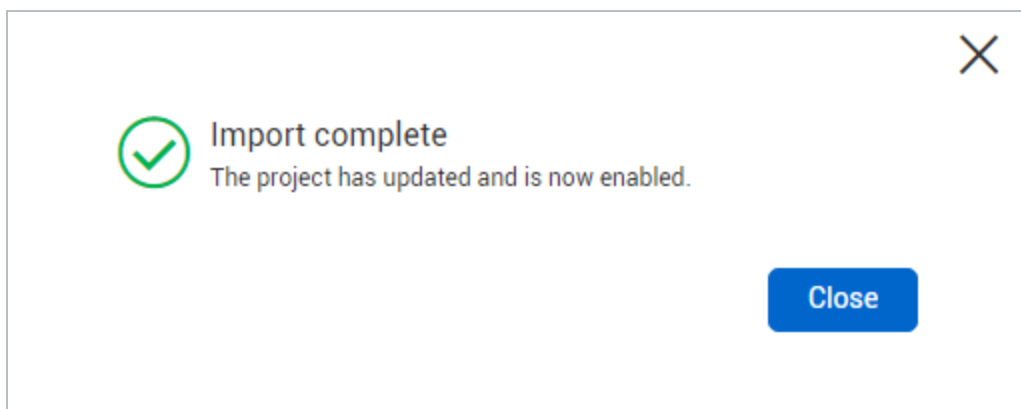 Import complete
The project has updated and is now enabled.
Close